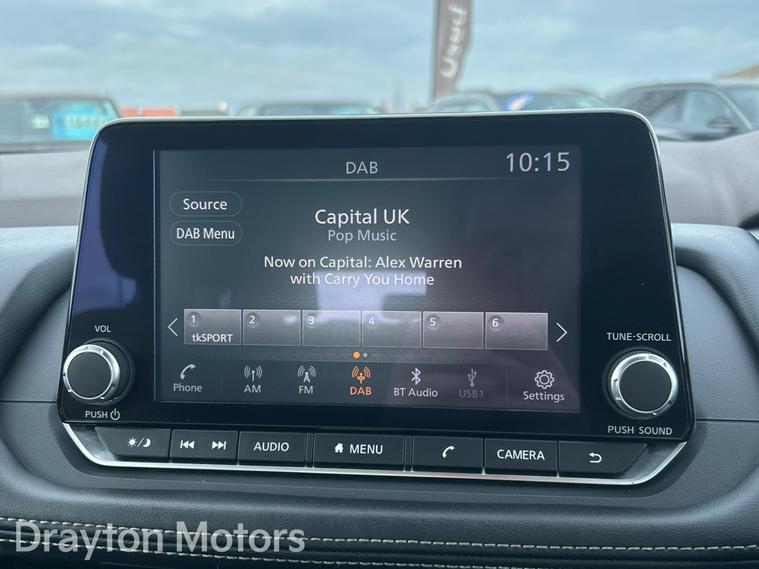 Used
DAB
10:15
Source
DAB Menu
Capital UK
Pop Music
Now on Capital: Alex Warren
with Carry You Home
1 2 3 4 5 6
tkSPORT
VOL
PUSH
TUNE·SCROLL
PUSH SOUND
Phone AM FM DAB BT Audio USB1 Settings
AUDIO MENU CAMERA
Drayton Motors